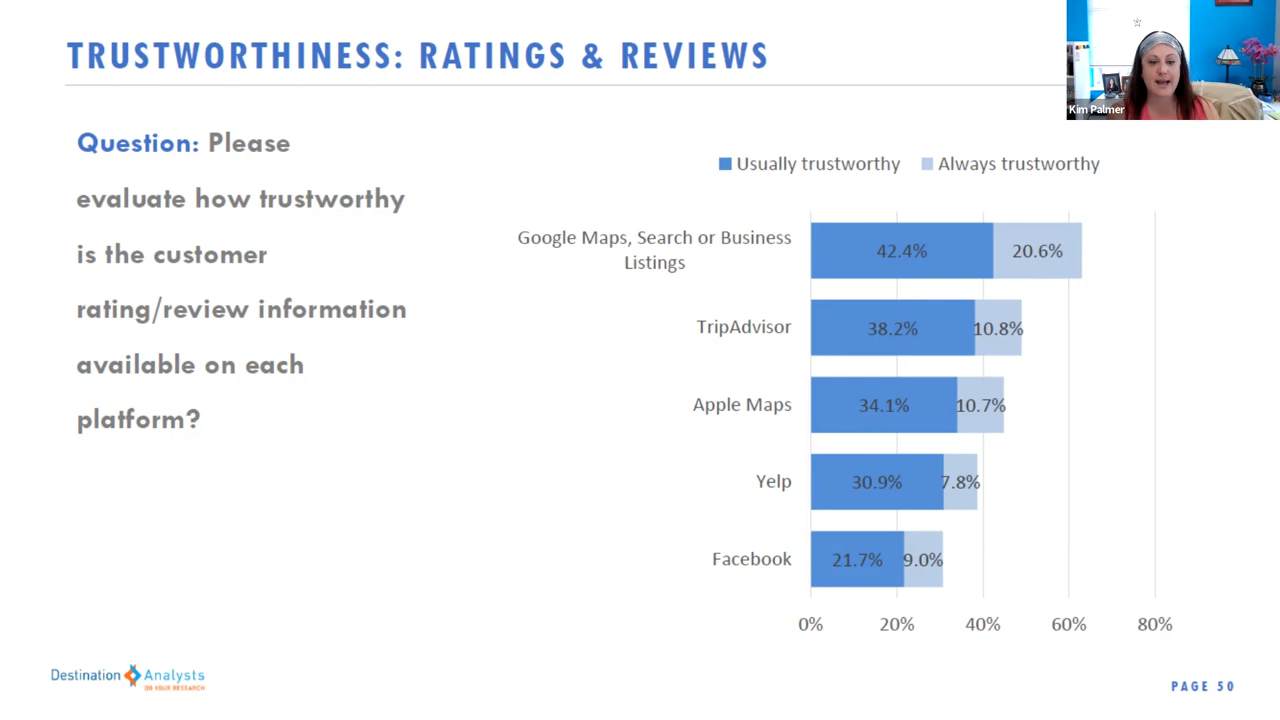 TRUSTWORTHINESS: RATINGS & REVIEWS
Kim Palmer
Question: Please
evaluate how trustworthy
is the customer
rating/review information
available on each
platform?
Usually trustworthy Always trustworthy
Google Maps, Search or Business
Listings
42.4% 20.6%
TripAdvisor 38.2% 10.8%
Apple Maps 34.1% 10.7%
Yelp 30.9% 7.8%
Facebook 21.7% 9.0%
0% 20% 40% 60% 80%
Destination Analysts
DO YOUR RESEARCH
PAGE 50